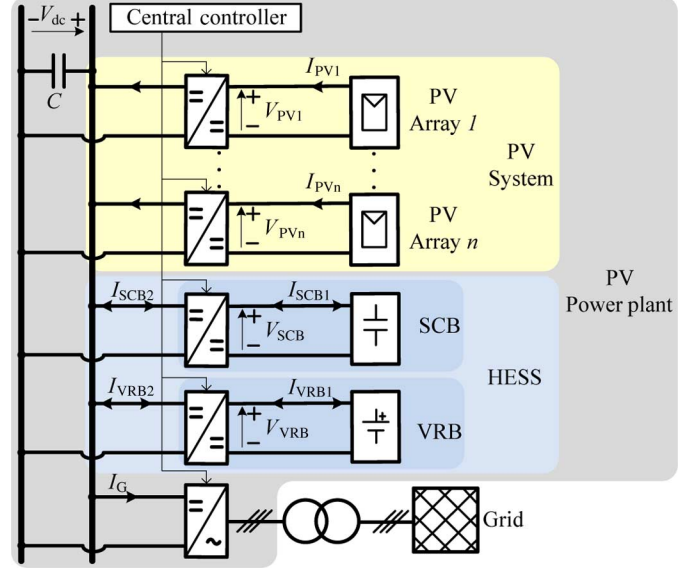 −Vdc+
Central controller
C
IPV1
+
VPV1
−
PV
Array 1
PV
System
IPVn
+
VPVn
−
PV
Array n
PV
Power plant
ISCB2
ISCB1
+
VSCB
−
SCB
HESS
IVRB2
IVRB1
+
VVRB
−
VRB
IG
Grid